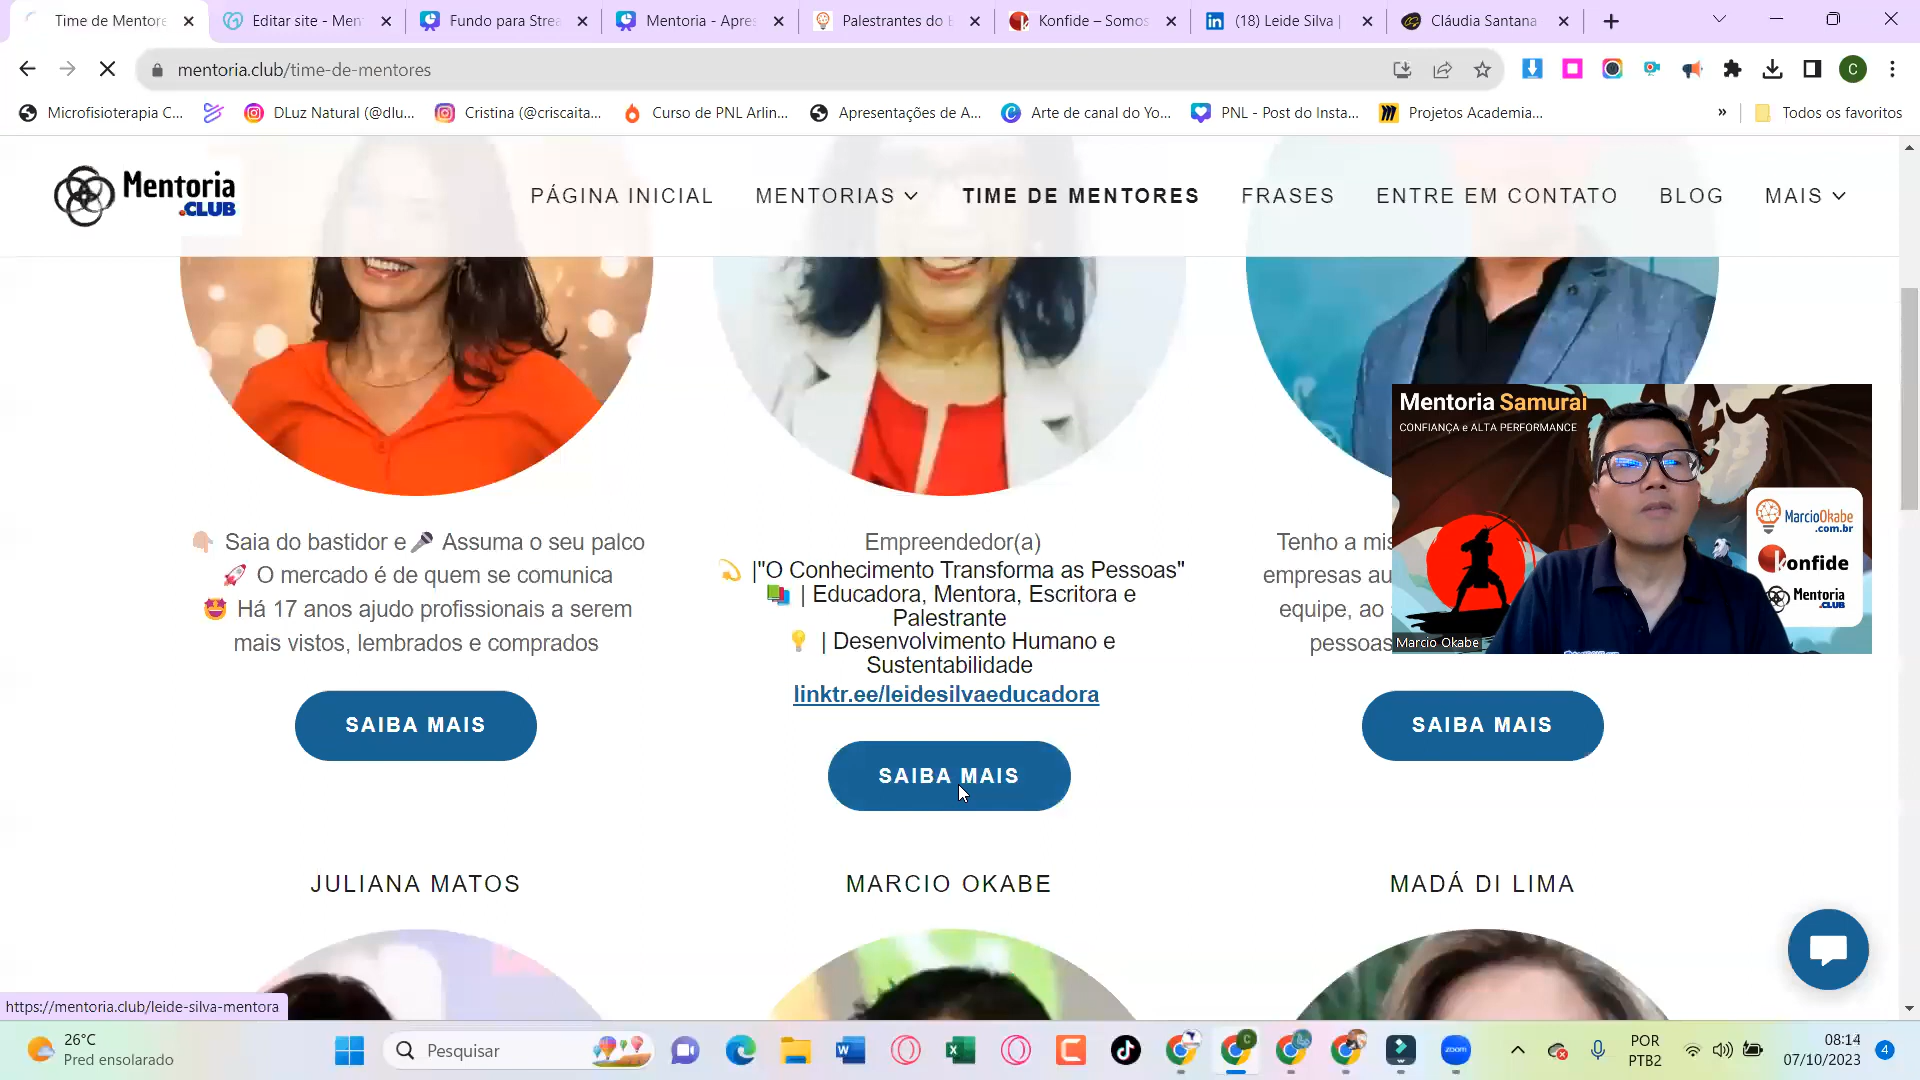 Time de Mentore
Editar site - Men
Fundo para Strea
Mentoria - Apres
Palestrantes do E
Konfide – Somos
(18) Leide Silva |
Cláudia Santana
mentoria.club/time-de-mentores
C
Microfisioterapia C...
DLuz Natural (@dlu...
Cristina (@criscaita...
Curso de PNL Arlin...
Apresentações de A...
Arte de canal do Yo...
PNL - Post do Insta...
Projetos Academia...
»
Todos os favoritos
Mentoria
.CLUB
PÁGINA INICIAL
MENTORIAS
TIME DE MENTORES
FRASES
ENTRE EM CONTATO
BLOG
MAIS
👇🏻 Saia do bastidor e🎤 Assuma o seu palco
🚀 O mercado é de quem se comunica
🤩 Há 17 anos ajudo profissionais a serem
mais vistos, lembrados e comprados
SAIBA MAIS
Empreendedor(a)
💫 |"O Conhecimento Transforma as Pessoas"
📚 | Educadora, Mentora, Escritora e
Palestrante
💡 | Desenvolvimento Humano e
Sustentabilidade
linktr.ee/leidesilvaeducadora
SAIBA MAIS
Tenho a mis
empresas au
equipe, ao
pessoas
SAIBA MAIS
Mentoria Samurai
CONFIANÇA e ALTA PERFORMANCE
MarcioOkabe
.com.br
Konfide
Mentoria
.CLUB
Marcio Okabe
JULIANA MATOS
MARCIO OKABE
MADÁ DI LIMA
https://mentoria.club/leide-silva-mentora
26°C
Pred ensolarado
Pesquisar
zoom
POR
PTB2
08:14
07/10/2023
4